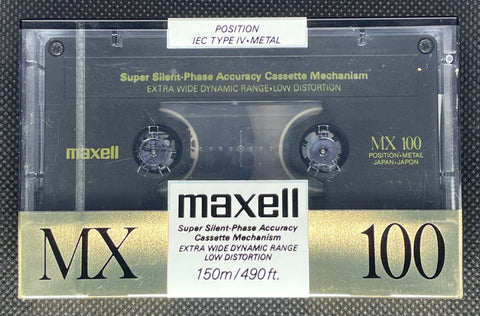 POSITION
IEC TYPE IV•METAL
Super Silent-Phase Accuracy Cassette Mechanism
EXTRA WIDE DYNAMIC RANGE•LOW DISTORTION
maxell
MX 100
POSITION•METAL
JAPAN•JAPON
maxell
Super Silent-Phase Accuracy
Cassette Mechanism
EXTRA WIDE DYNAMIC RANGE
LOW DISTORTION
150m/490ft.
MX
100